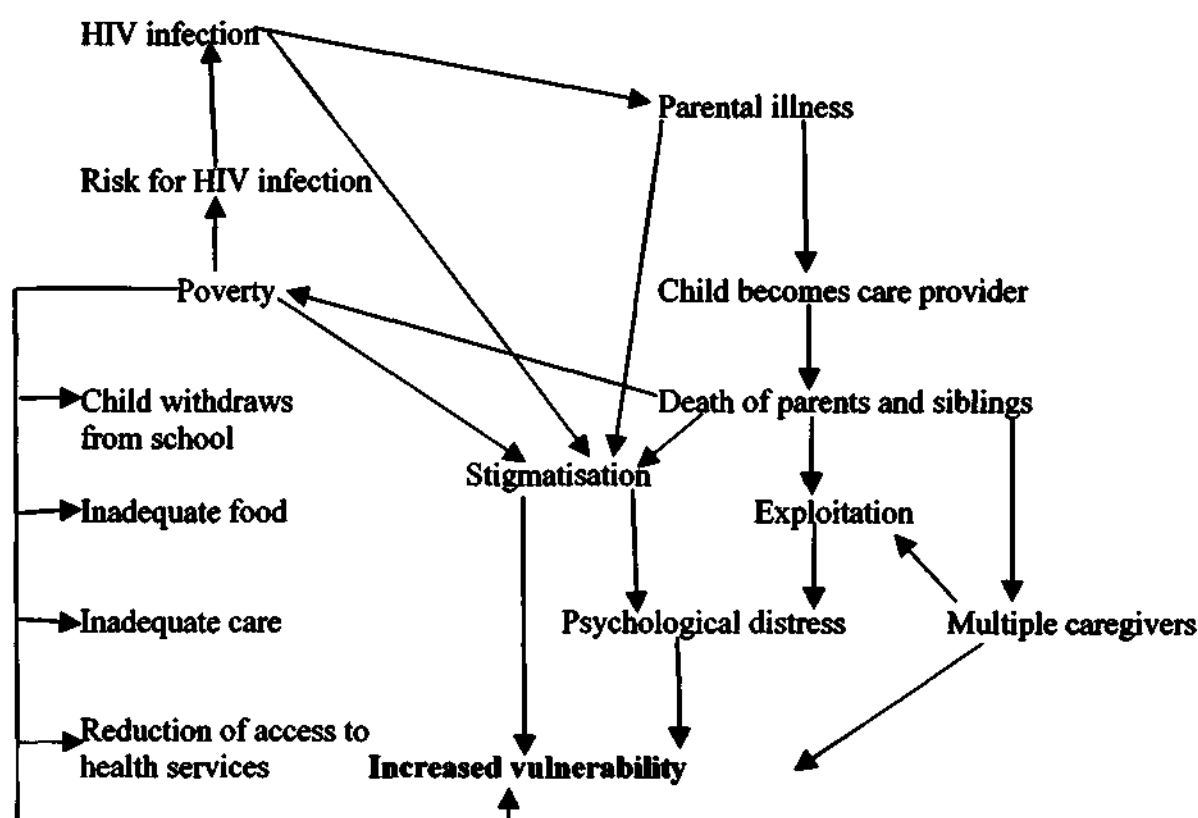 HIV infection
Parental illness
Risk for HIV infection
Poverty
Child becomes care provider
Child withdraws
from school
Death of parents and siblings
Stigmatisation
Inadequate food
Exploitation
Inadequate care
Psychological distress
Multiple caregivers
Reduction of access to
health services
Increased vulnerability